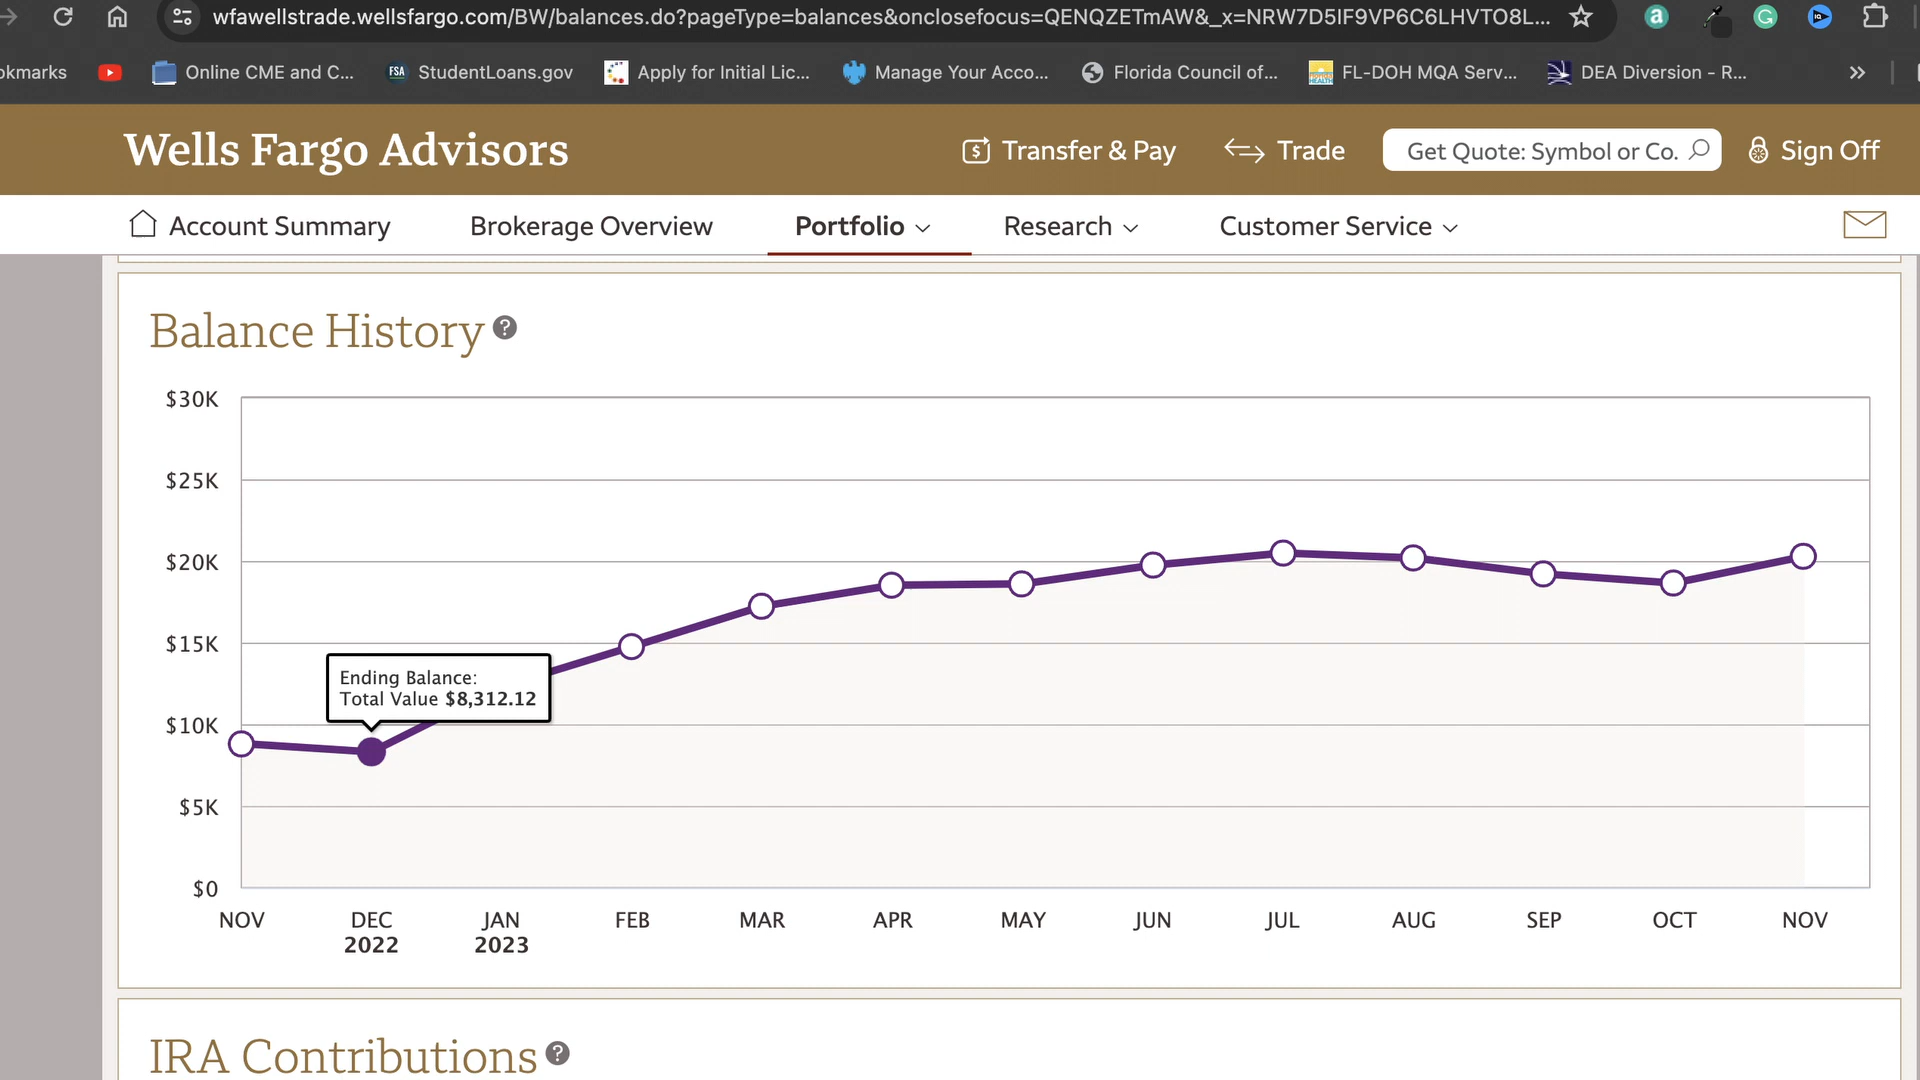 wfawellstrade.wellsfargo.com/BW/balances.do?pageType=balances&onclosefocus=QENQZETmAW&_x=NRW7D5IF9VP6C6LHVTO8L...
okmarks
Online CME and C...
FSA
StudentLoans.gov
Apply for Initial Lic...
Manage Your Acco...
Florida Council of...
FL-DOH MQA Serv...
DEA Diversion - R...
Wells Fargo Advisors
Transfer & Pay
Trade
Get Quote: Symbol or Co.
Sign Off
Account Summary
Brokerage Overview
Portfolio
Research
Customer Service
Balance History ?
$30K
$25K
$20K
$15K
$10K
$5K
$0
Ending Balance:
Total Value $8,312.12
NOV
DEC
2022
JAN
2023
FEB
MAR
APR
MAY
JUN
JUL
AUG
SEP
OCT
NOV
IRA Contributions ?